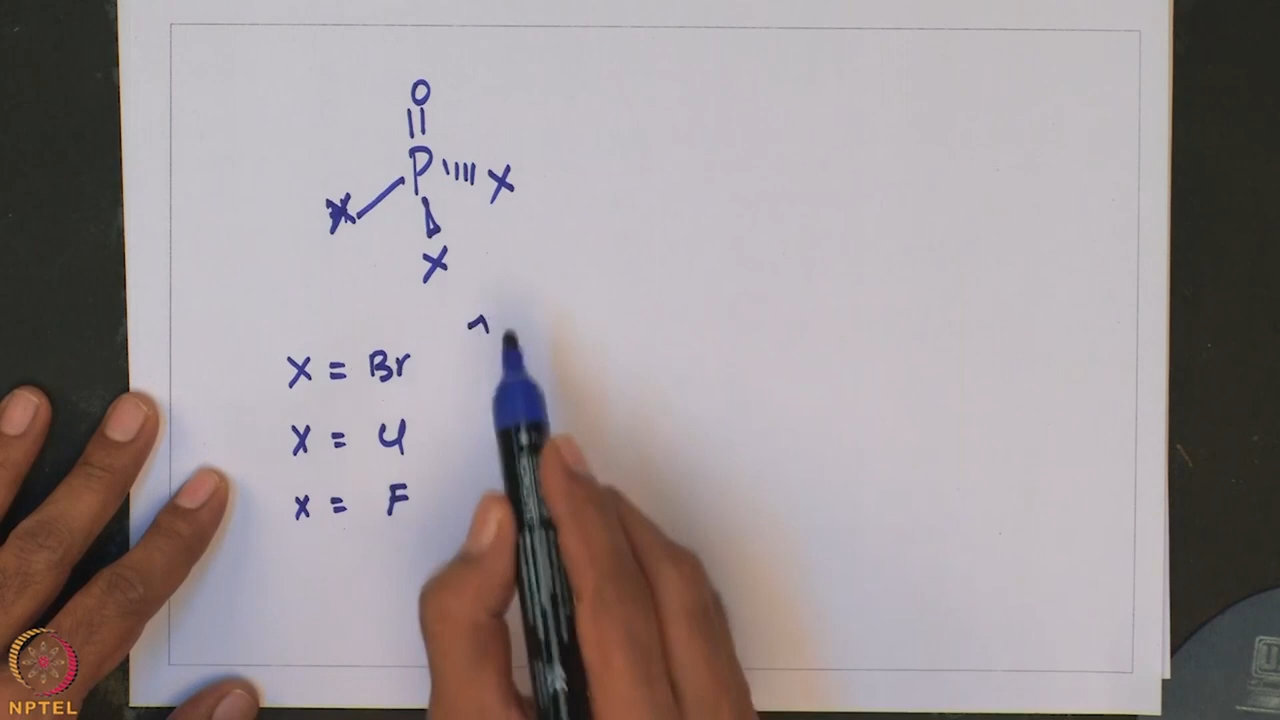 O
||
P
X X
X
X = Br
X = Cl
X = F
NPTEL